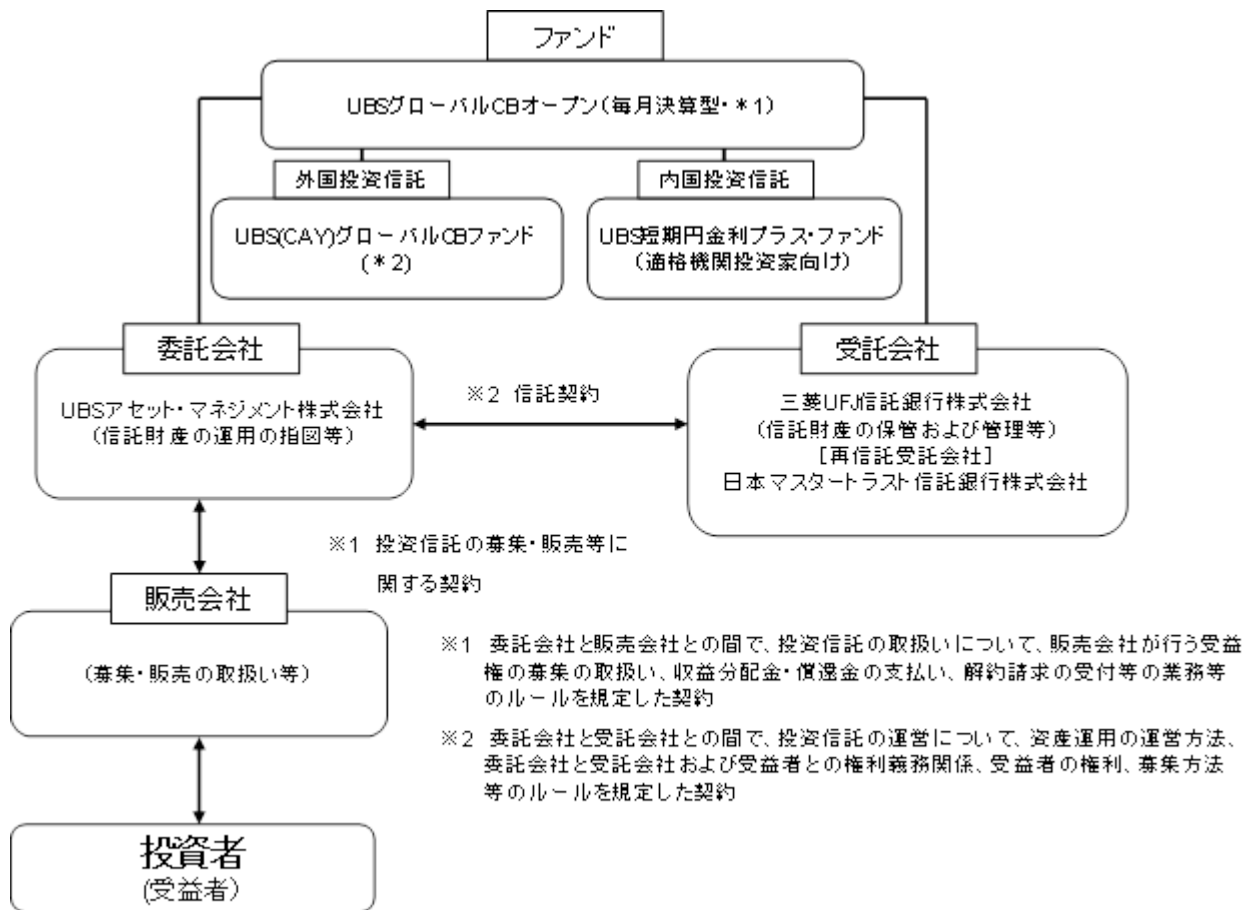 ファンド
UBSグローバルCBオープン(毎月決算型・*1)
外国投資信託
内国投資信託
UBS(CAY)グローバルCBファンド
(*2)
UBS短期円金利プラス・ファンド
(適格機関投資家向け)
委託会社
受託会社
UBSアセット・マネジメント株式会社
(信託財産の運用の指図等)
※2 信託契約
三菱UFJ信託銀行株式会社
(信託財産の保管および管理等)
[再信託受託会社]
日本マスタートラスト信託銀行株式会社
※1 投資信託の募集・販売等に
関する契約
販売会社
(募集・販売の取扱い等)
※1 委託会社と販売会社との間で、投資信託の取扱いについて、販売会社が行う受益
権の募集の取扱い、収益分配金・償還金の支払い、解約請求の受付等の業務等
のルールを規定した契約
※2 委託会社と受託会社との間で、投資信託の運営について、資産運用の運営方法、
委託会社と受託会社および受益者との権利義務関係、受益者の権利、募集方法
等のルールを規定した契約
投資者
(受益者)